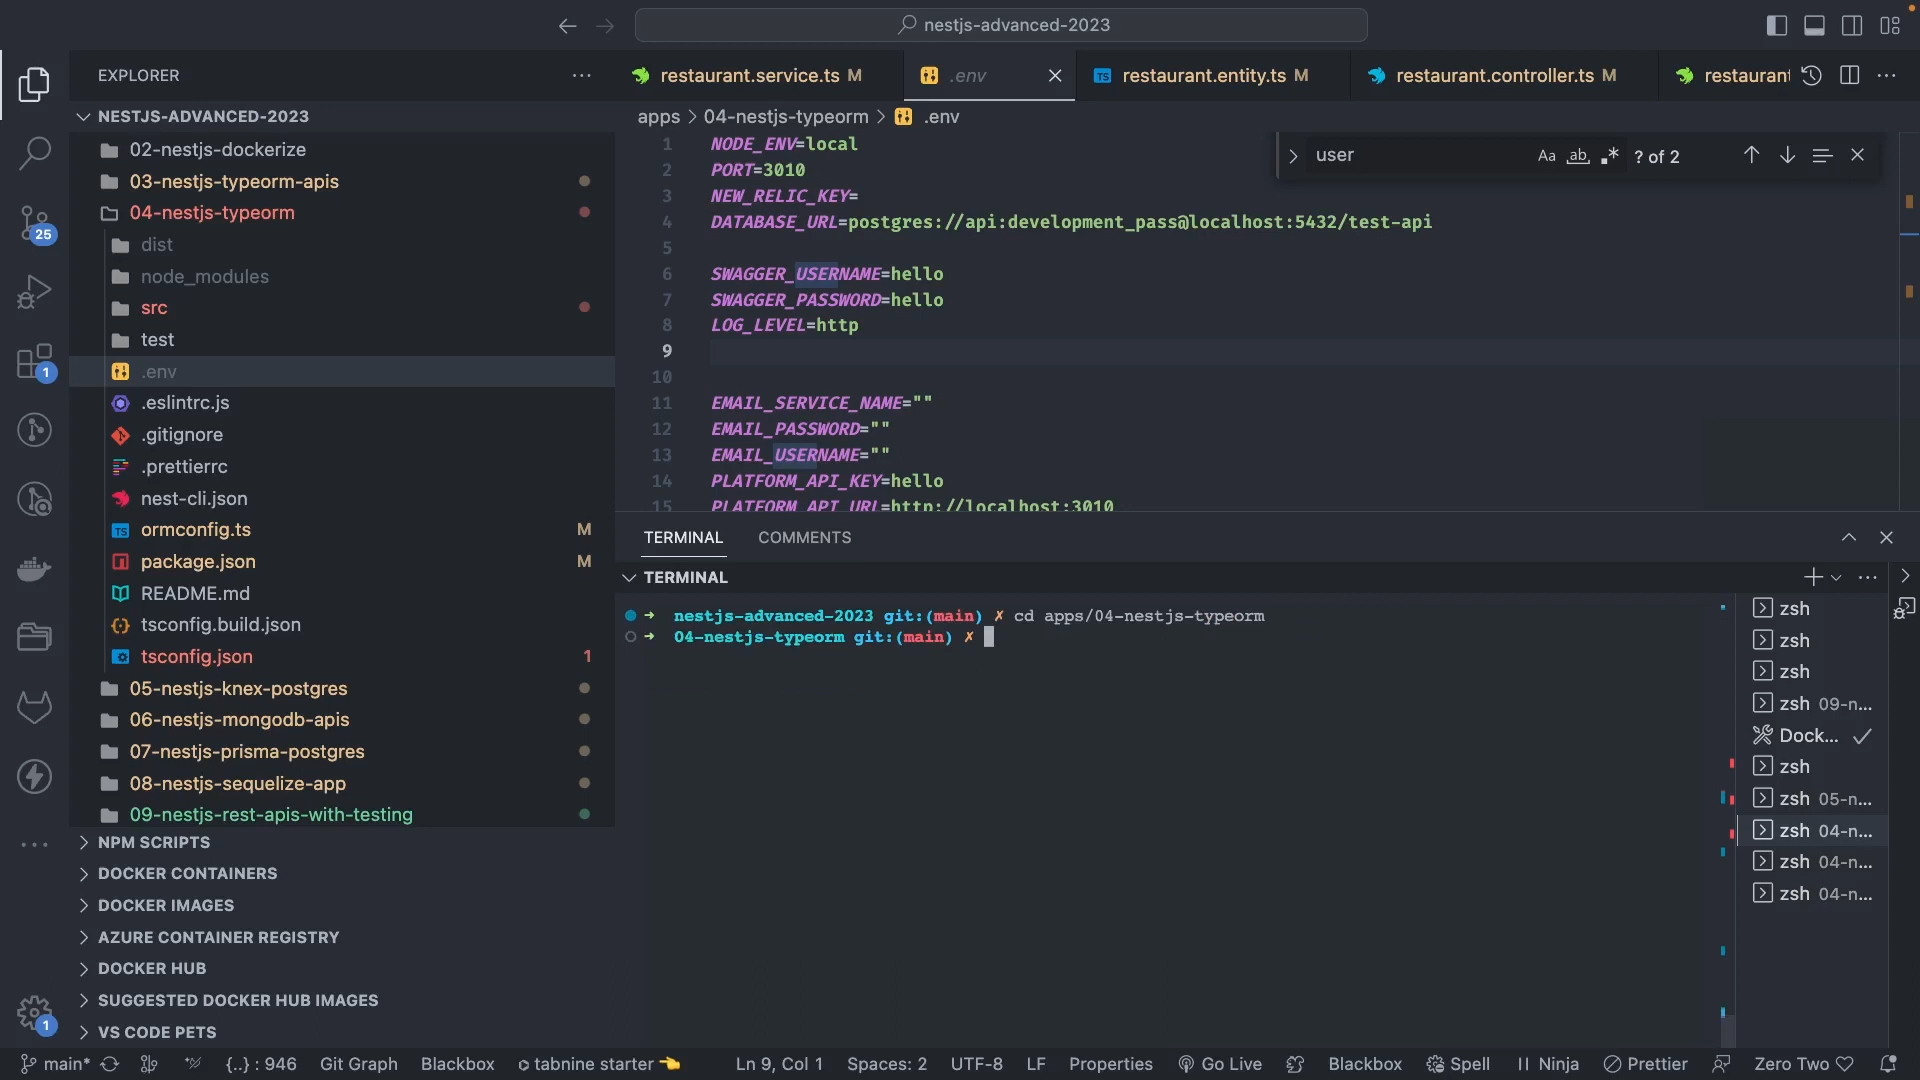 nestjs-advanced-2023
EXPLORER
NESTJS-ADVANCED-2023
02-nestjs-dockerize
03-nestjs-typeorm-apis
04-nestjs-typeorm
dist
node_modules
src
test
.env
.eslintrc.js
.gitignore
.prettierrc
nest-cli.json
ormconfig.ts M
package.json M
README.md
tsconfig.build.json
tsconfig.json 1
05-nestjs-knex-postgres
06-nestjs-mongodb-apis
07-nestjs-prisma-postgres
08-nestjs-sequelize-app
09-nestjs-rest-apis-with-testing
NPM SCRIPTS
DOCKER CONTAINERS
DOCKER IMAGES
AZURE CONTAINER REGISTRY
DOCKER HUB
SUGGESTED DOCKER HUB IMAGES
VS CODE PETS
25
1
1
restaurant.service.ts M .env restaurant.entity.ts M restaurant.controller.ts M restaurant
apps > 04-nestjs-typeorm > .env
user Aa ab .* ? of 2
1 NODE_ENV=local
2 PORT=3010
3 NEW_RELIC_KEY=
4 DATABASE_URL=postgres://api:development_pass@localhost:5432/test-api
5
6 SWAGGER_USERNAME=hello
7 SWAGGER_PASSWORD=hello
8 LOG_LEVEL=http
9
10
11 EMAIL_SERVICE_NAME=""
12 EMAIL_PASSWORD=""
13 EMAIL_USERNAME=""
14 PLATFORM_API_KEY=hello
15 PLATFORM_API_URL=http://localhost:3010
TERMINAL COMMENTS
TERMINAL
nestjs-advanced-2023 git:(main) ✗ cd apps/04-nestjs-typeorm
04-nestjs-typeorm git:(main) ✗
zsh
zsh
zsh
zsh 09-n...
Dock...
zsh
zsh 05-n...
zsh 04-n...
zsh 04-n...
zsh 04-n...
main* {..} : 946 Git Graph Blackbox tabnine starter Ln 9, Col 1 Spaces: 2 UTF-8 LF Properties Go Live Blackbox Spell Ninja Prettier Zero Two